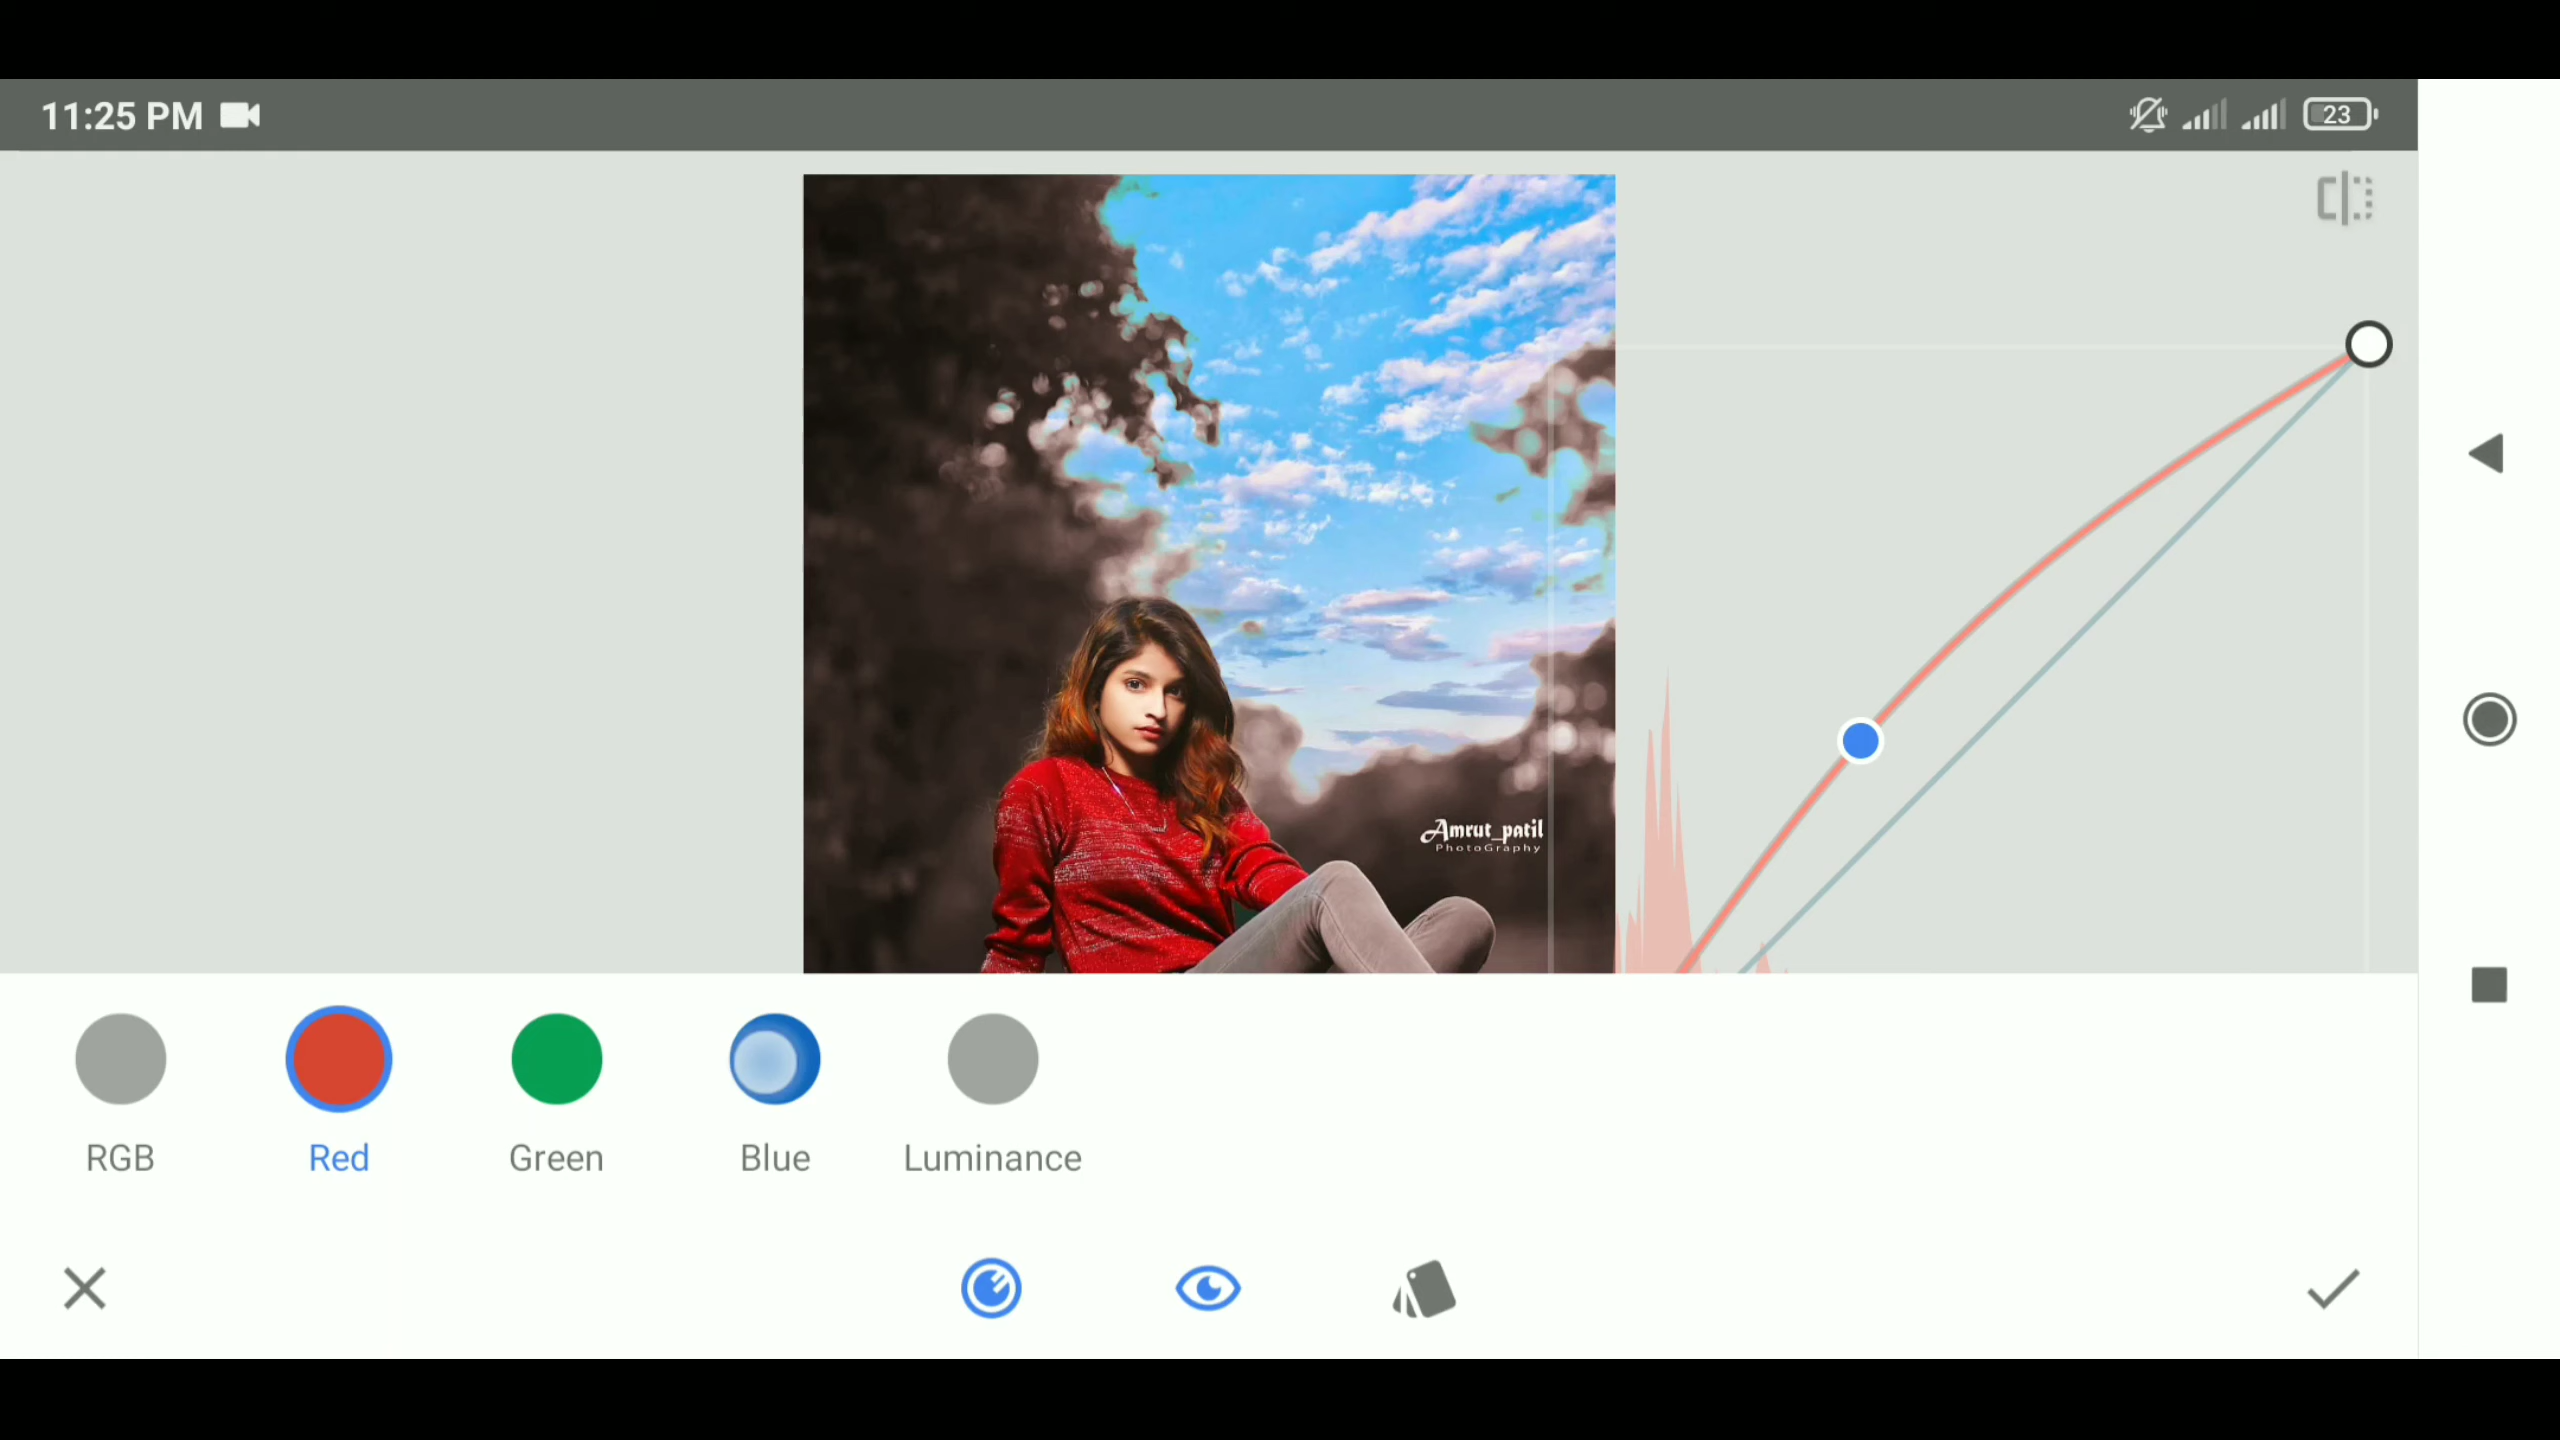 11:25 PM
23
Amrut_patil
PhotoGraphy
RGB
Red
Green
Blue
Luminance